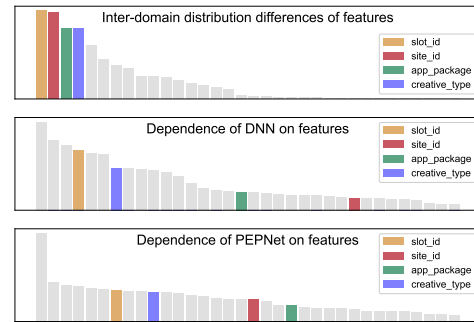 Inter-domain distribution differences of features
slot_id
site_id
app_package
creative_type
Dependence of DNN on features
slot_id
site_id
app_package
creative_type
Dependence of PEPNet on features
slot_id
site_id
app_package
creative_type